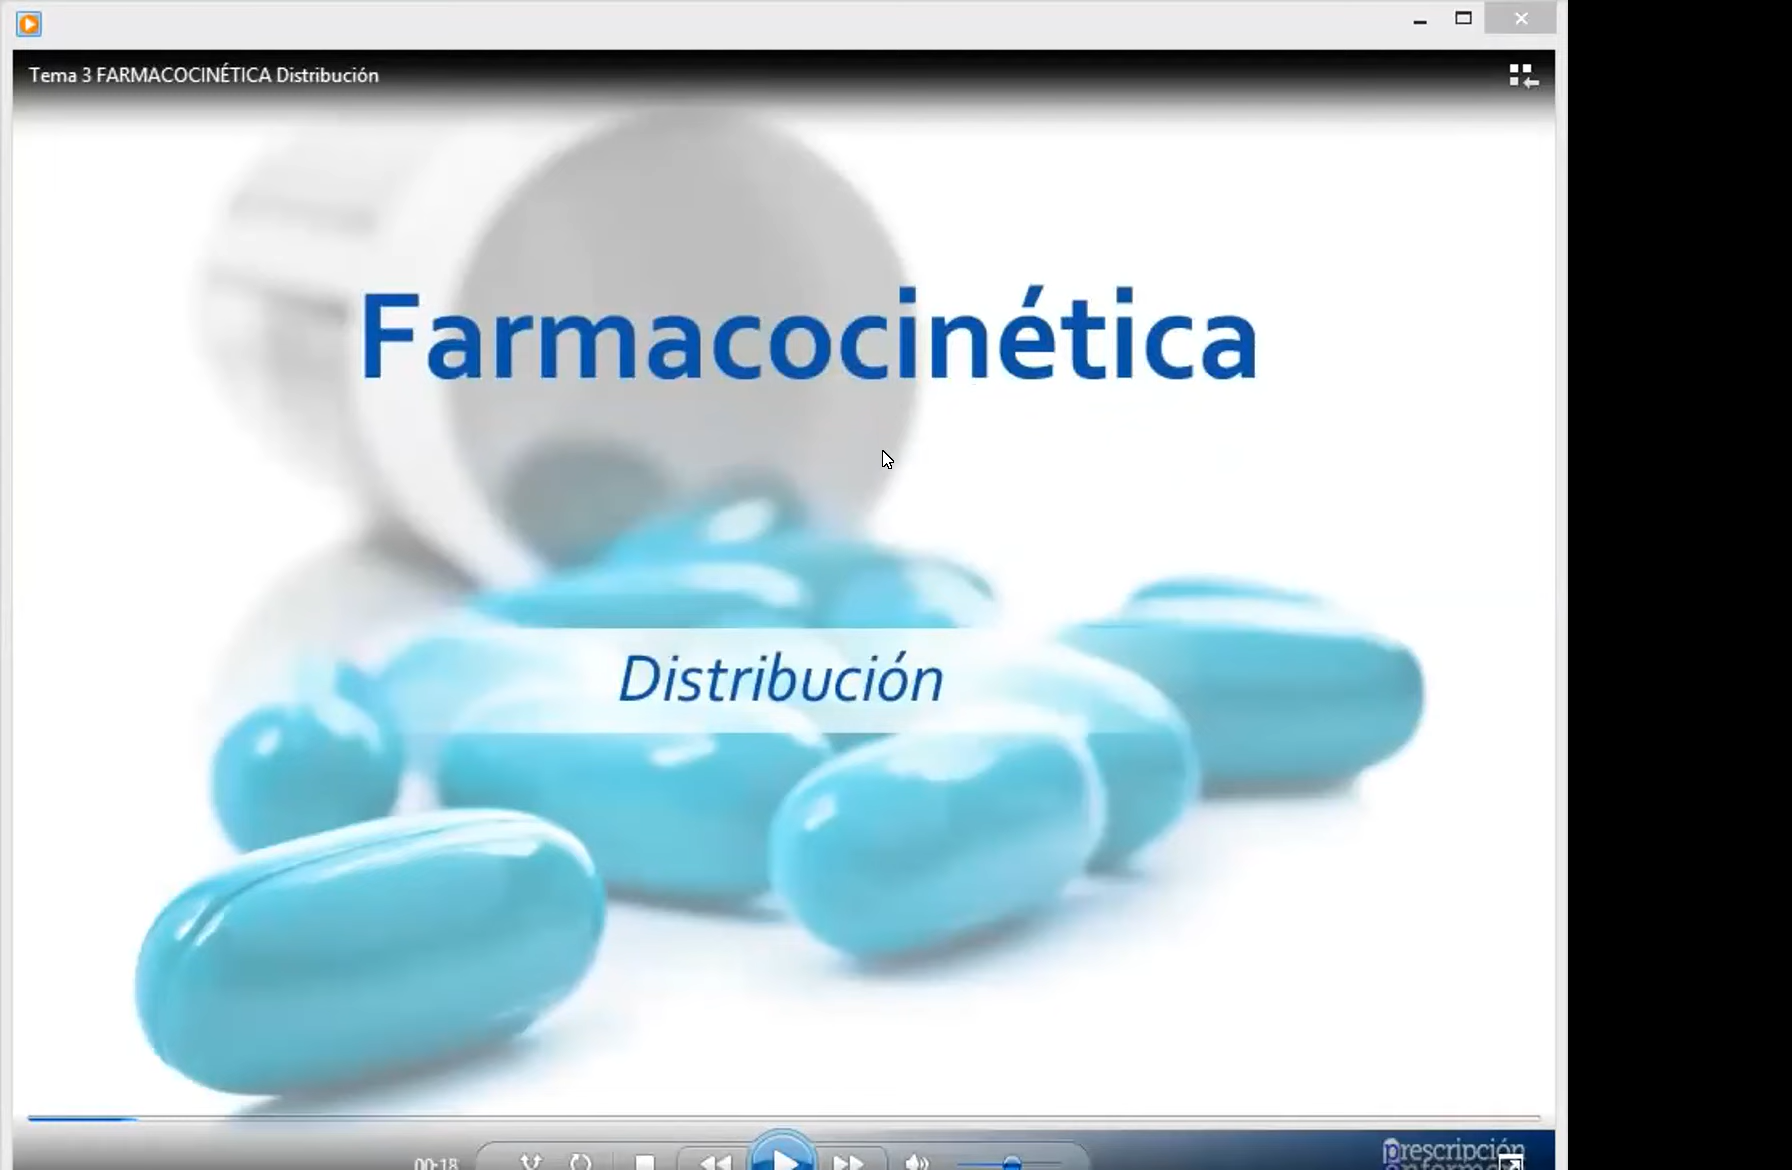 Tema 3 FARMACOCINÉTICA Distribución
Farmacocinética
Distribución
00:18
prescripción